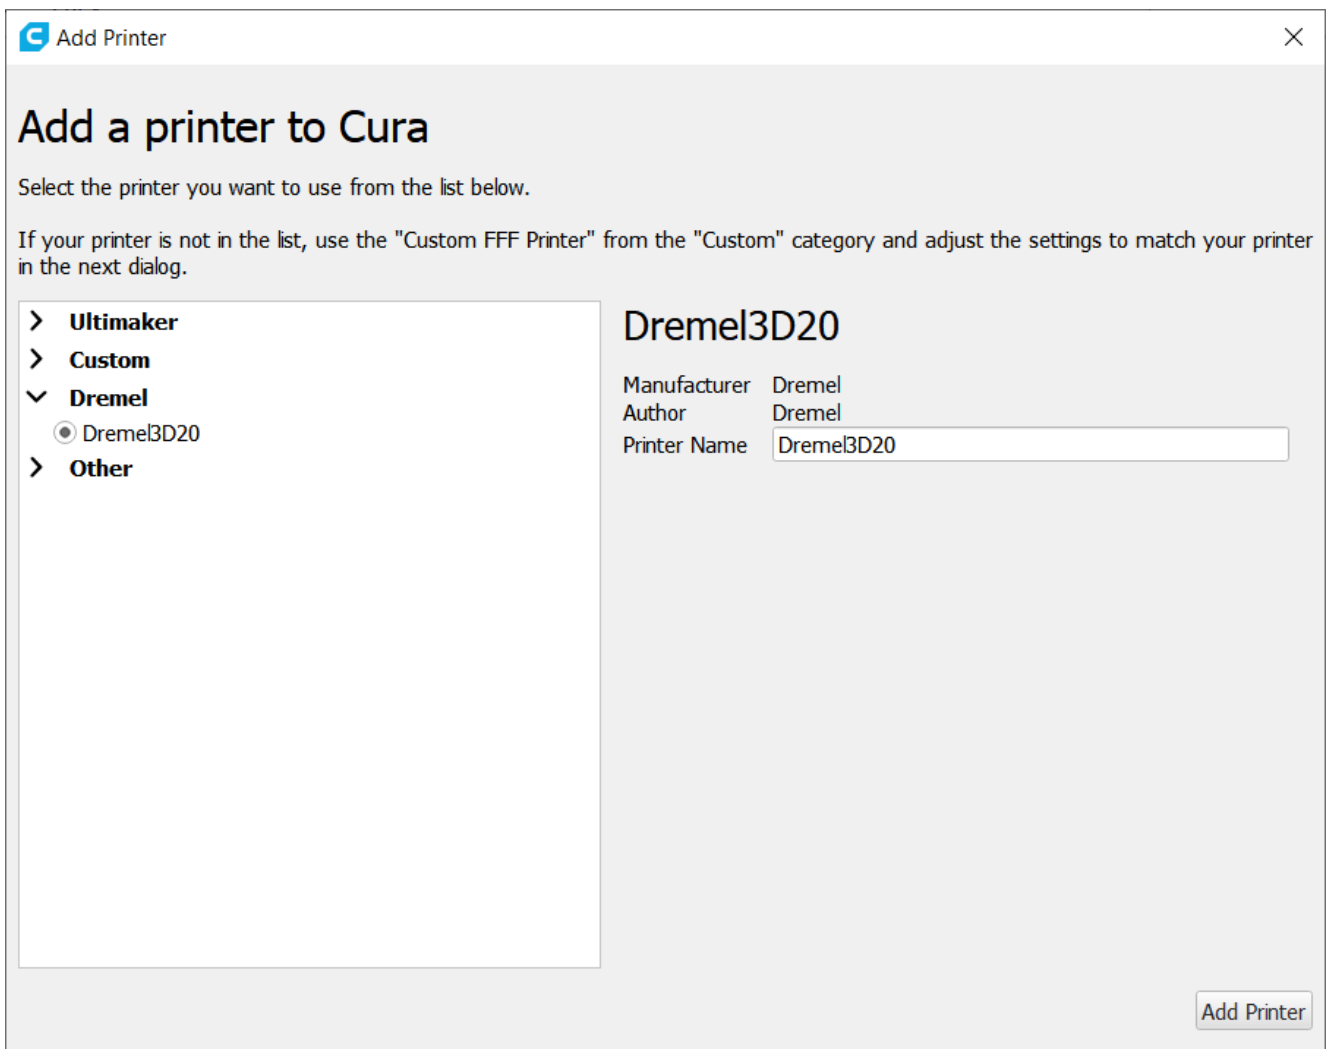 Add Printer
Add a printer to Cura
Select the printer you want to use from the list below.
If your printer is not in the list, use the "Custom FFF Printer" from the "Custom" category and adjust the settings to match your printer
in the next dialog.
Ultimaker
Custom
Dremel
Dremel3D20
Other
Dremel3D20
Manufacturer Dremel
Author Dremel
Printer Name Dremel3D20
Add Printer